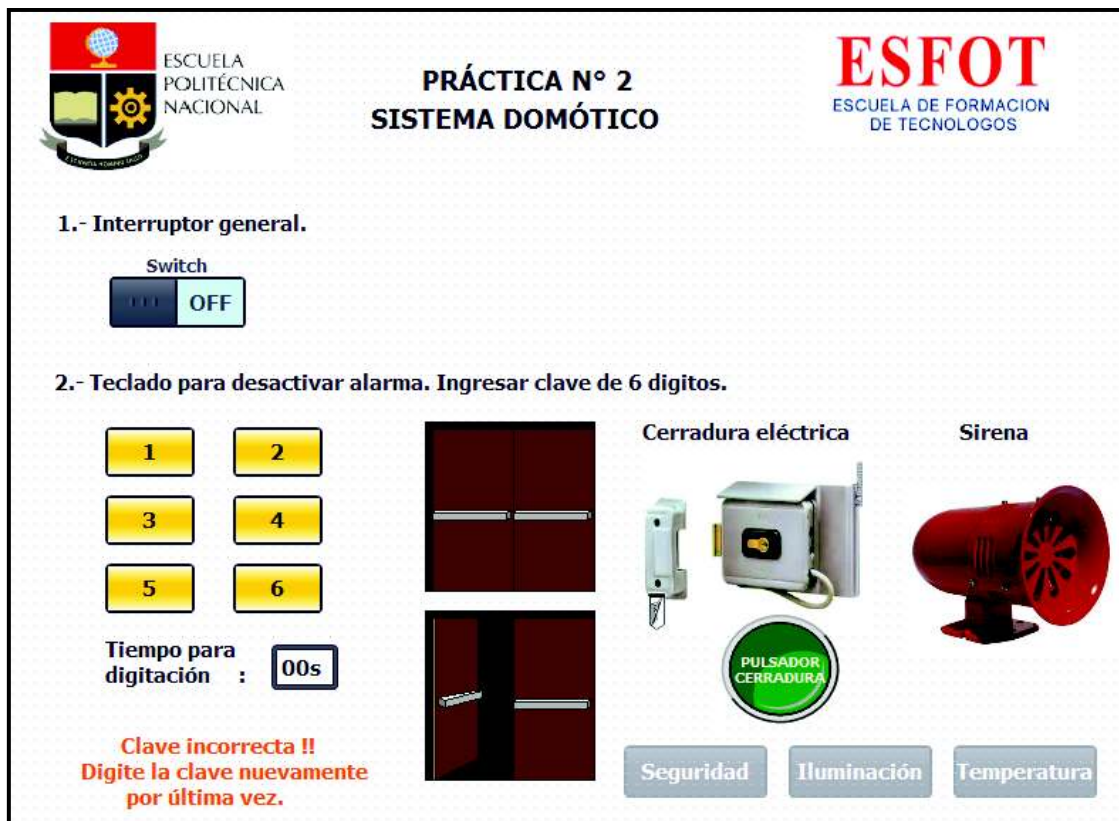 ESCUELA
POLITÉCNICA
NACIONAL
PRÁCTICA N° 2
SISTEMA DOMÓTICO
ESFOT
ESCUELA DE FORMACION
DE TECNOLOGOS
1.- Interruptor general.
Switch
OFF
2.- Teclado para desactivar alarma. Ingresar clave de 6 digitos.
1 2
3 4
5 6
Tiempo para
digitación :
00s
Clave incorrecta !!
Digite la clave nuevamente
por última vez.
Cerradura eléctrica
Sirena
PULSADOR
CERRADURA
Seguridad
Iluminación
Temperatura